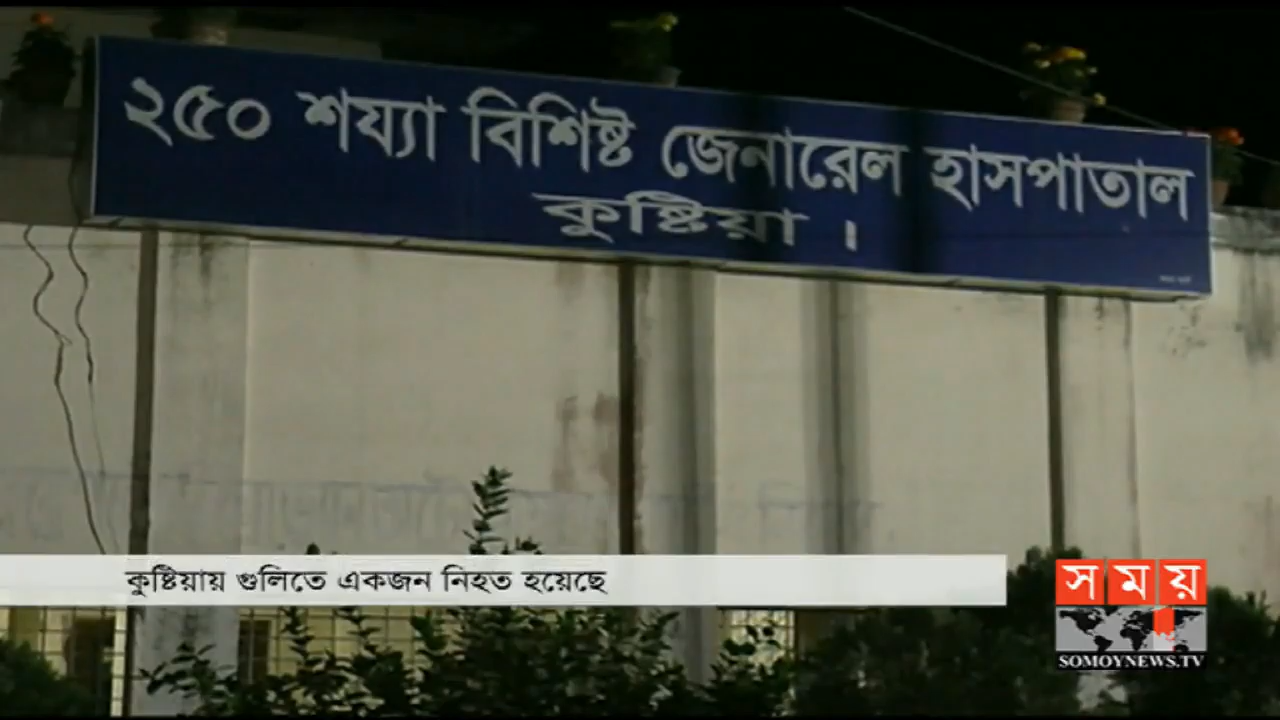 ২৫০ শয্যা বিশিষ্ট জেনারেল হাসপাতাল
কুষ্টিয়া ।
কুষ্টিয়ায় গুলিতে একজন নিহত হয়েছে
সময়
SOMOYNEWS.TV